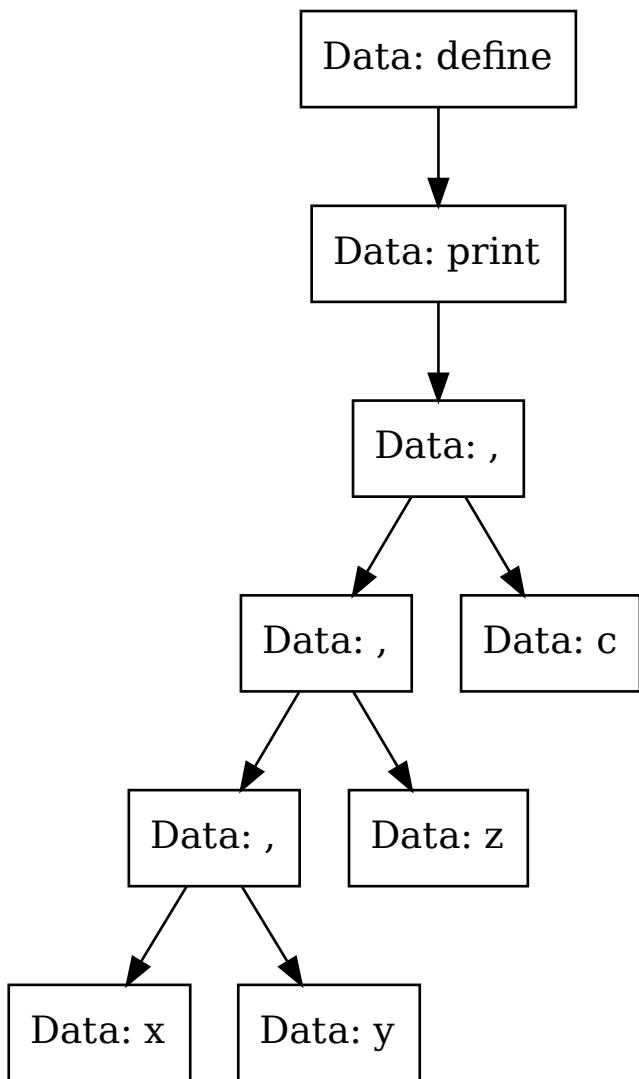 Data: define
Data: print
Data: ,
Data: ,
Data: c
Data: ,
Data: z
Data: x
Data: y